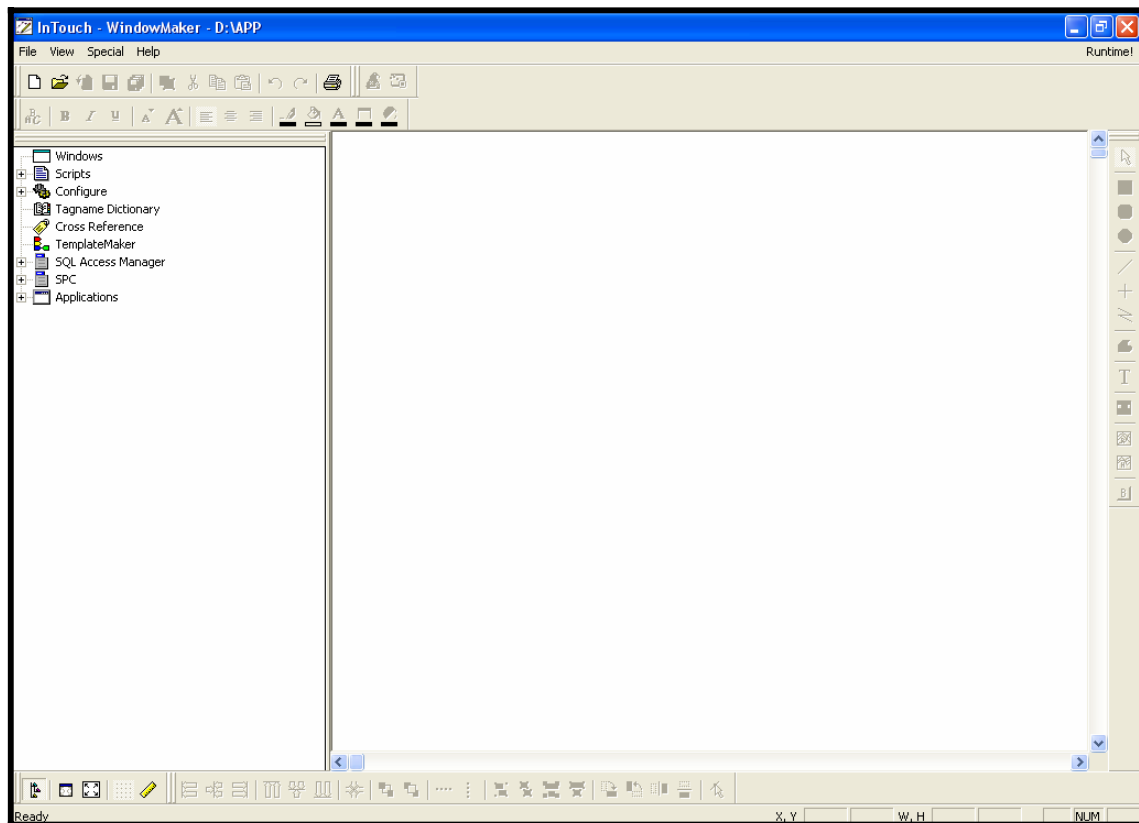 InTouch - WindowMaker - D:\APP
File View Special Help Runtime!
B I U A A A
Windows
Scripts
Configure
Tagname Dictionary
Cross Reference
TemplateMaker
SQL Access Manager
SPC
Applications
T
B
Ready X, Y W, H NUM